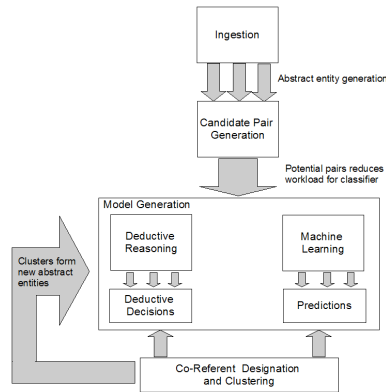 Ingestion
Abstract entity generation
Candidate Pair
Generation
Potential pairs reduces
workload for classifier
Model Generation
Deductive
Reasoning
Machine
Learning
Clusters form
new abstract
entities
Deductive
Decisions
Predictions
Co-Referent Designation
and Clustering